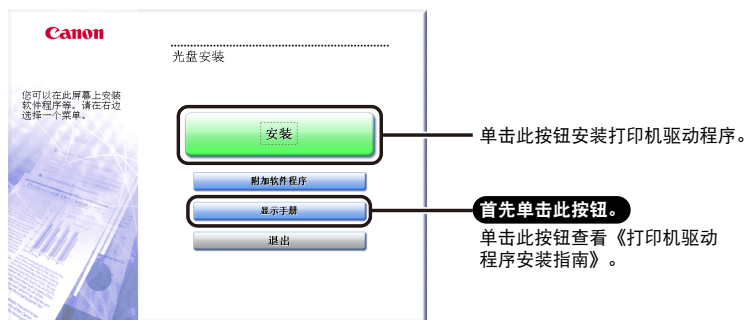 Canon
光盘安装
您可以在此屏幕上安装
软件程序等。请在右边
选择一个菜单。
安装
单击此按钮安装打印机驱动程序。
附加软件程序
显示手册
首先单击此按钮。
单击此按钮查看《打印机驱动
程序安装指南》。
退出